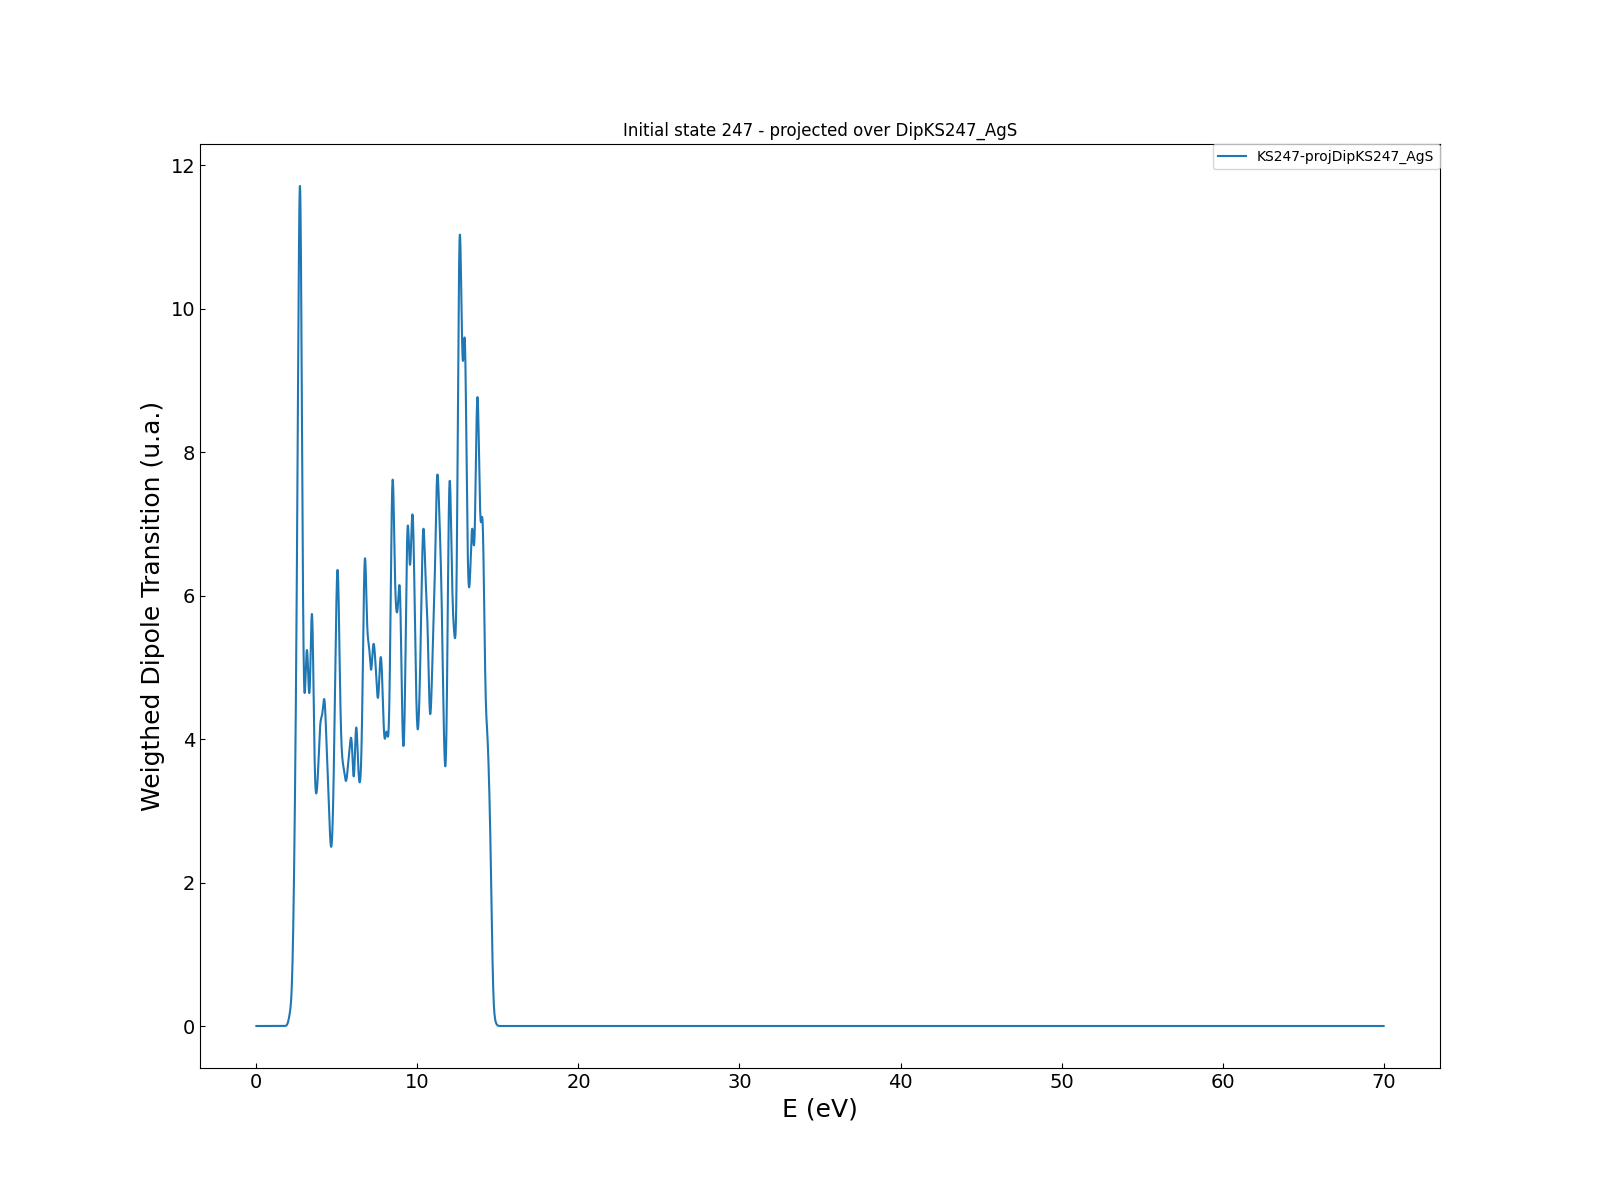 Initial state 247 - projected over DipKS247_AgS
KS247-projDipKS247_AgS
12
10
8
6
4
2
0
Weigthed Dipole Transition (u.a.)
0 10 20 30 40 50 60 70
E (eV)